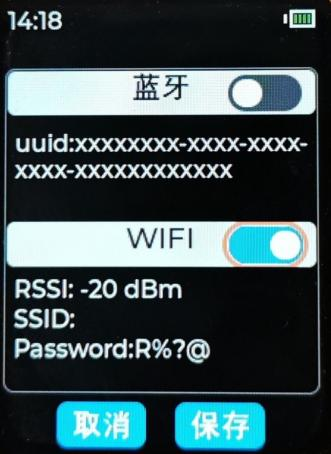 14:18
蓝牙
uuid:xxxxxxxx-xxxx-xxxx-
xxxx-xxxxxxxxxxxx
WIFI
RSSI: -20 dBm
SSID:
Password:R%?@
取消
保存